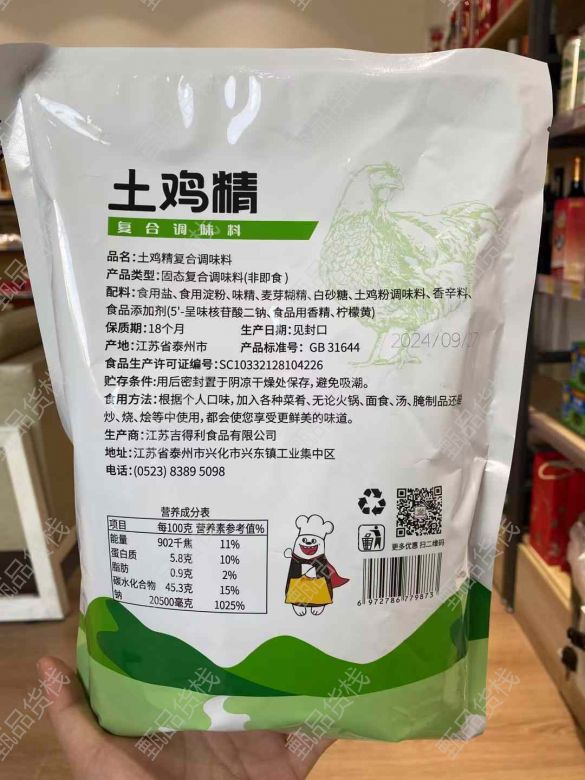 土鸡精
复合调味料
品名:土鸡精复合调味料
产品类型:固态复合调味料(非即食)
配料:食用盐、食用淀粉、味精、麦芽糊精、白砂糖、土鸡粉调味料、香辛料、
食品添加剂(5'-呈味核苷酸二钠、食品用香精、柠檬黄)
保质期:18个月 生产日期:见封口
产地:江苏省泰州市 产品标准号: GB 31644
2024/09/27
食品生产许可证编号:SC10332128104226
贮存条件:用后密封置于阴凉干燥处保存,避免吸潮。
食用方法:根据个人口味,加入各种菜肴、无论火锅、面食、汤、腌制品还是
炒、烧、烩等中使用,都会使您享受更鲜美的味道。
生产商:江苏吉得利食品有限公司
地址:江苏省泰州市兴化市兴东镇工业集中区
电话:(0523) 8389 5098
营养成分表
项目 每100克 营养素参考值%
能量 902千焦 11%
蛋白质 5.8克 10%
脂肪 0.9克 2%
碳水化合物 45.3克 15%
钠 20500毫克 1025%
更多优惠 扫二维码
6 972786 779873
甄品货栈